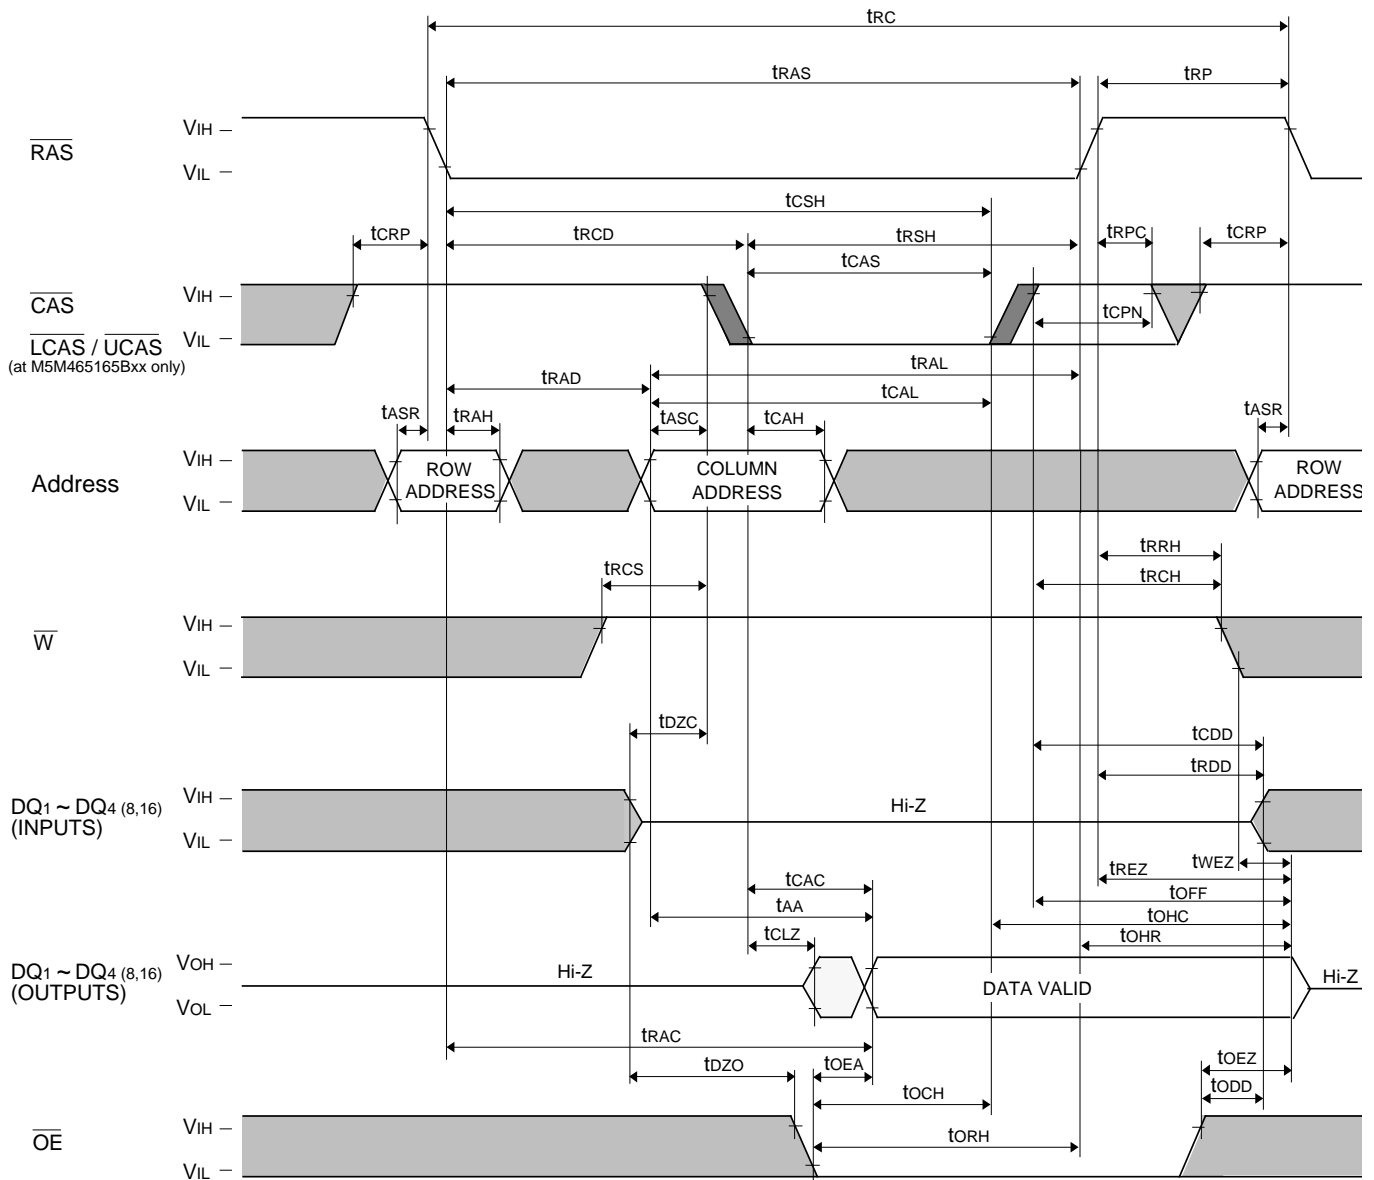 tRC
tRAS
tRP
RAS
VIH
VIL
tCSH
tCRP
tRCD
tRSH
tRPC
tCRP
tCAS
CAS
VIH
tCPN
LCAS / UCAS
VIL
(at M5M465165Bxx only)
tRAL
tRAD
tCAL
tASR
tRAH
tASC
tCAH
tASR
Address
VIH
VIL
ROW
ADDRESS
COLUMN
ADDRESS
ROW
ADDRESS
tRRH
tRCS
tRCH
W
VIH
VIL
tDZC
tCDD
tRDD
DQ1 ~ DQ4 (8,16)
(INPUTS)
VIH
VIL
Hi-Z
tWEZ
tREZ
tCAC
tOFF
tAA
tOHC
tCLZ
tOHR
DQ1 ~ DQ4 (8,16)
(OUTPUTS)
VOH
VOL
Hi-Z
DATA VALID
Hi-Z
tRAC
tDZO
tOEA
tOEZ
tOCH
tODD
tORH
OE
VIH
VIL